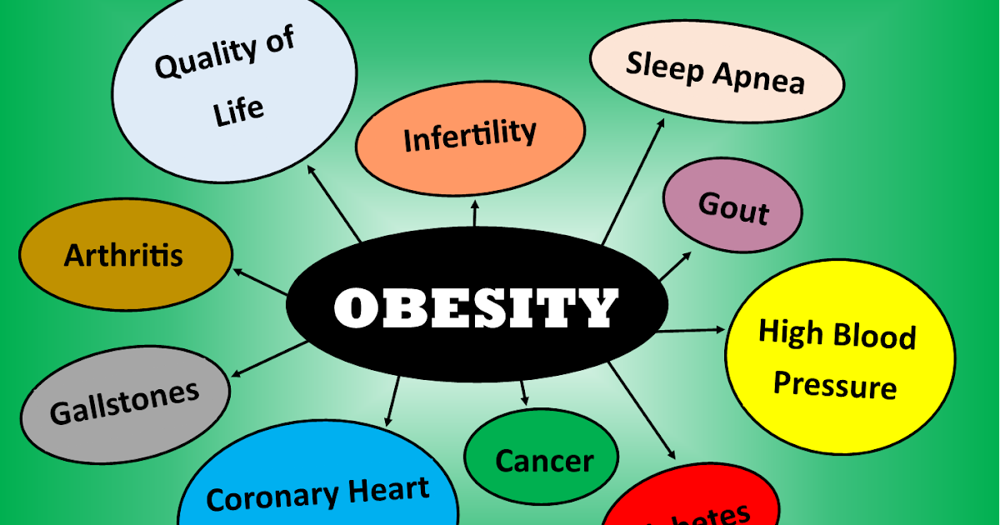 Quality of
Life
Sleep Apnea
Infertility
Gout
Arthritis
OBESITY
High Blood
Pressure
Gallstones
Cancer
Coronary Heart